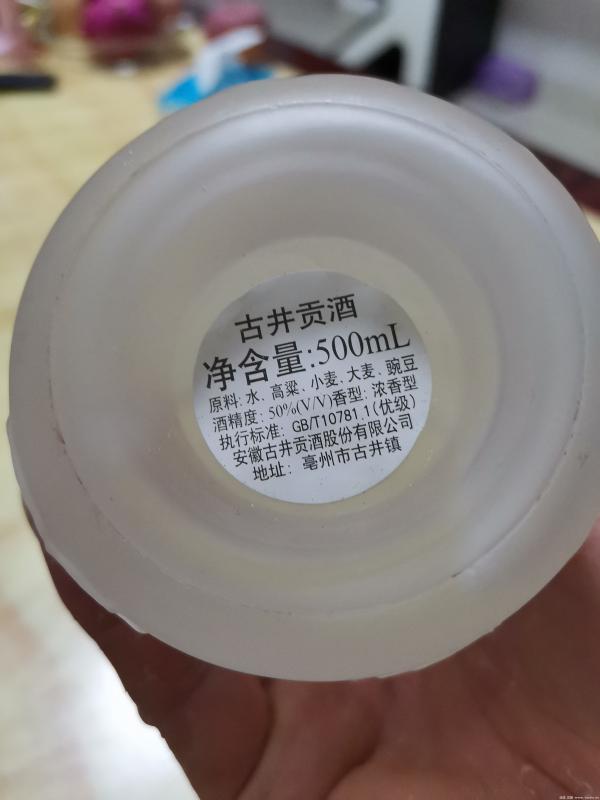 古井贡酒
净含量:500mL
原料:水、高粱、小麦、大麦、豌豆
酒精度: 50%(V/V)香型: 浓香型
执行标准: GB/T10781.1(优级)
安徽古井贡酒股份有限公司
地址: 亳州市古井镇